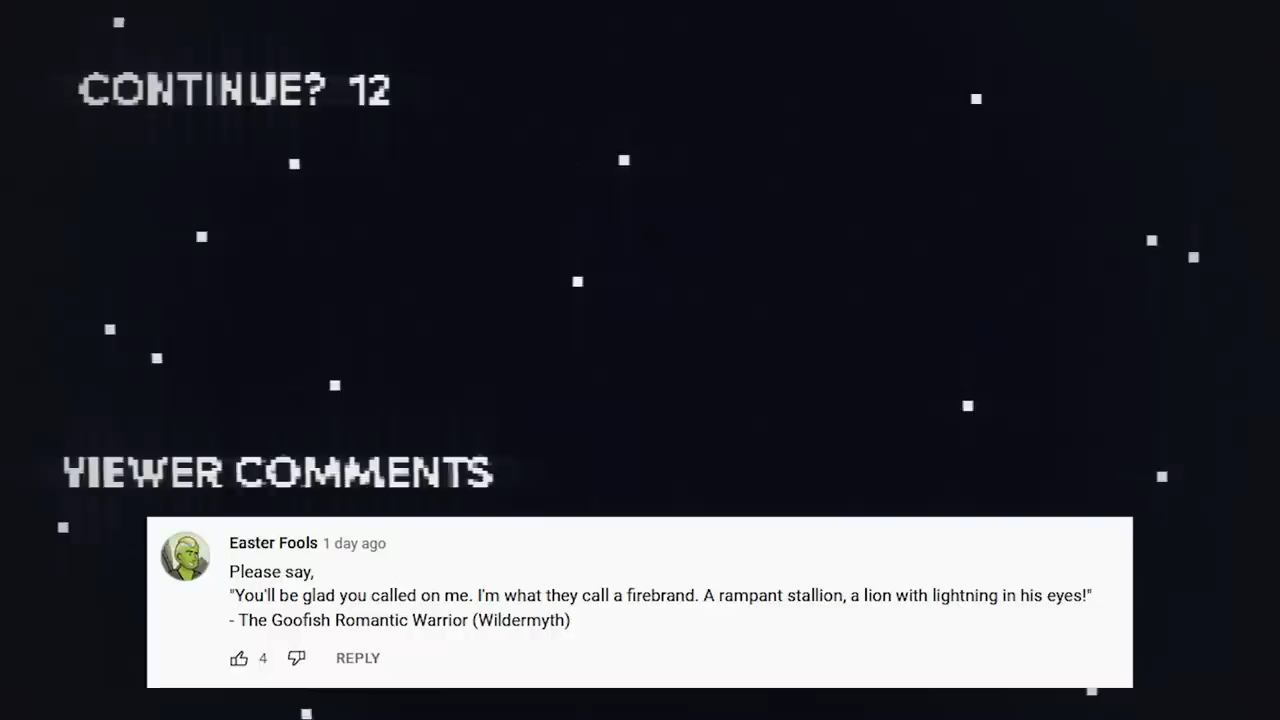 CONTINUE? 12
VIEWER COMMENTS
Easter Fools 1 day ago
Please say,
"You'll be glad you called on me. I'm what they call a firebrand. A rampant stallion, a lion with lightning in his eyes!"
- The Goofish Romantic Warrior (Wildermyth)
4 REPLY